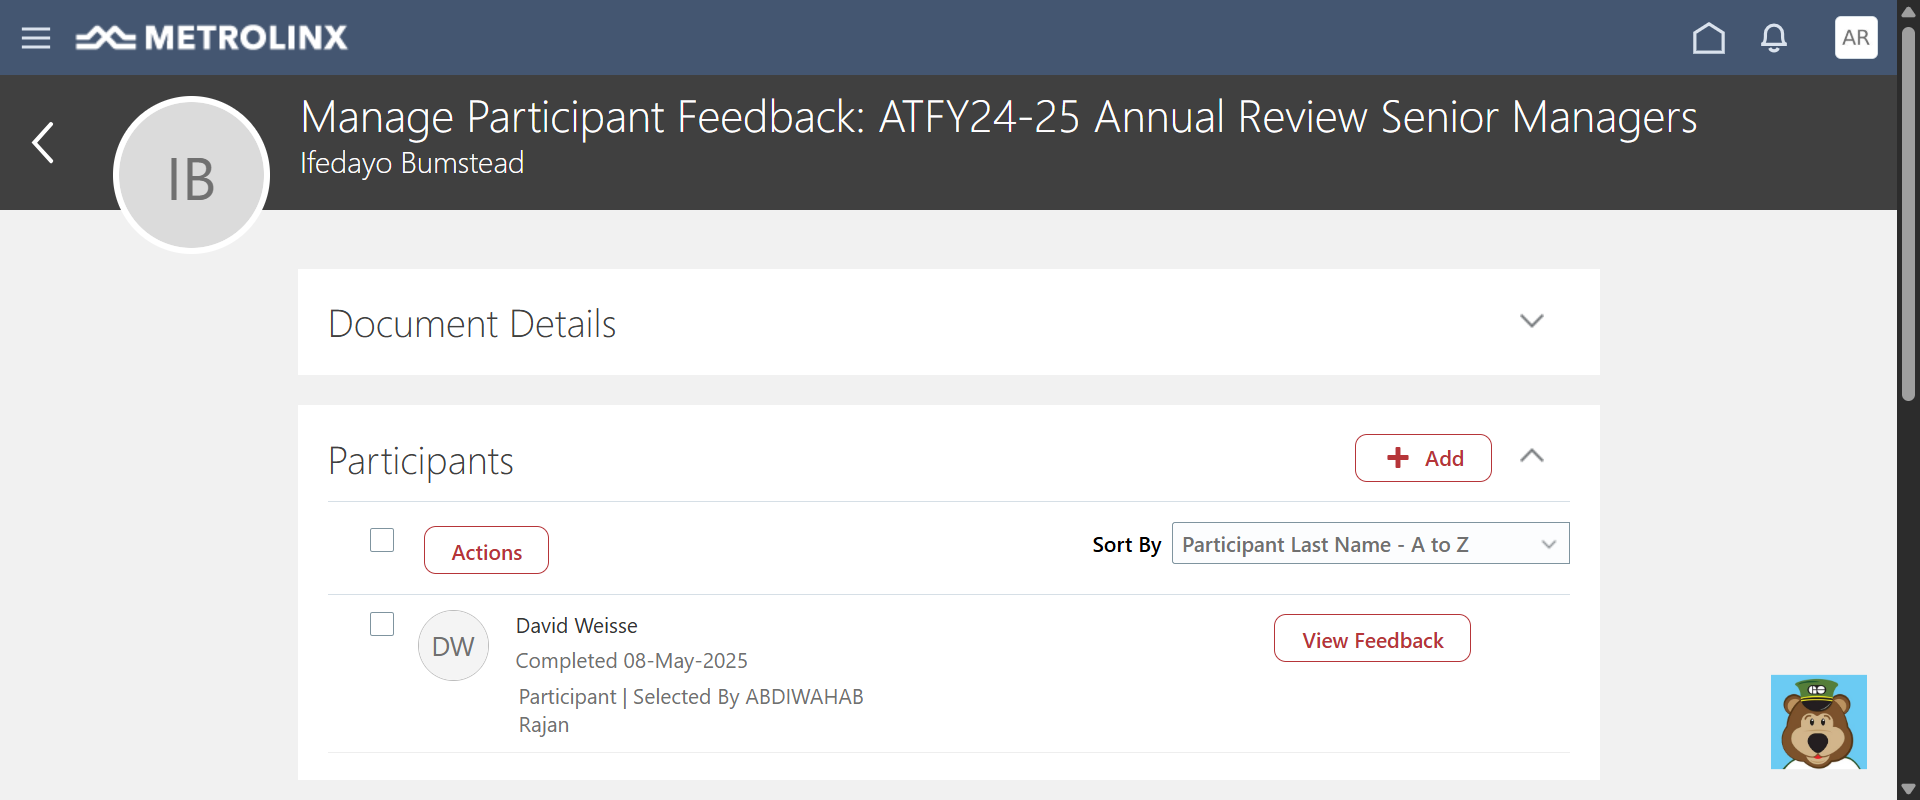 METROLINX
AR
Manage Participant Feedback: ATFY24-25 Annual Review Senior Managers
Ifedayo Bumstead
IB
Document Details
Participants
Add
Actions
Sort By
Participant Last Name - A to Z
DW
David Weisse
Completed 08-May-2025
Participant | Selected By ABDIWAHAB
Rajan
View Feedback
GO